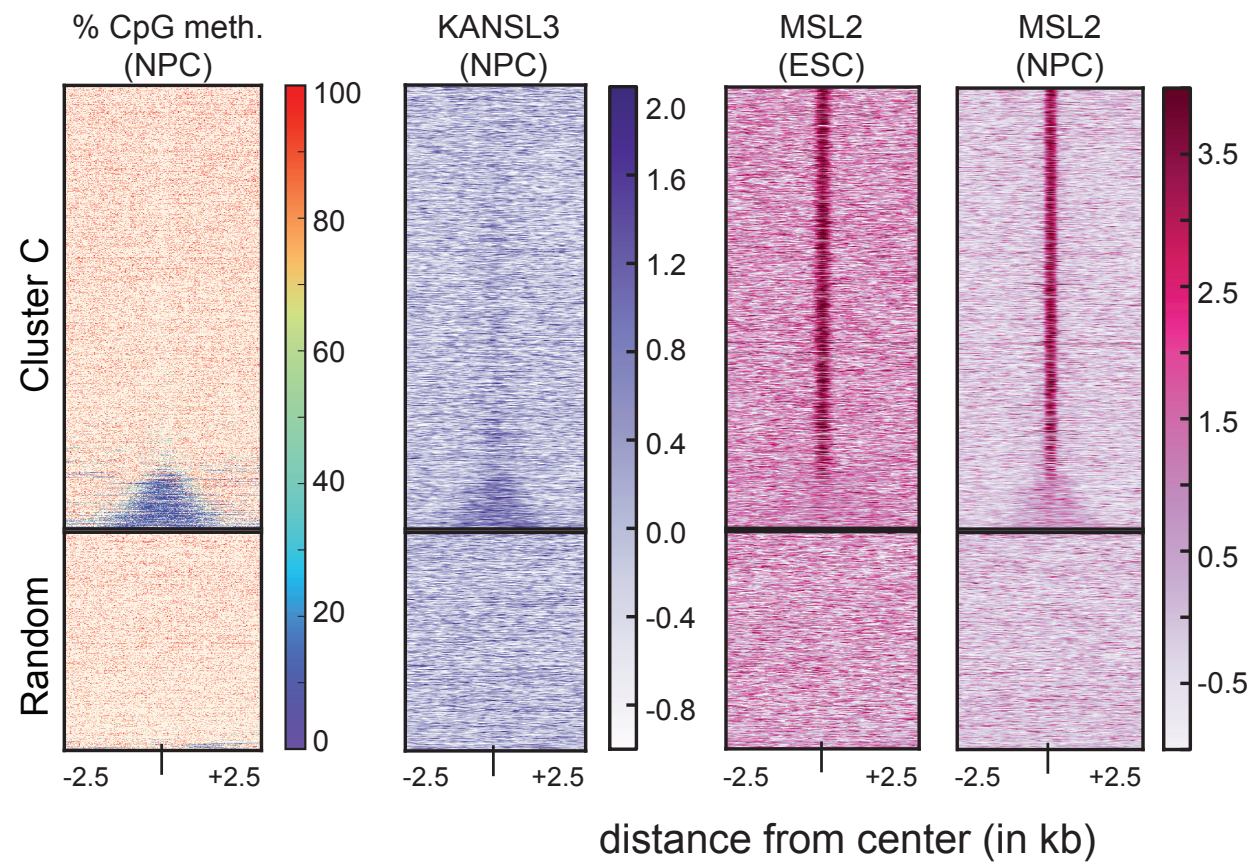 % CpG meth.
(NPC)
KANSL3
(NPC)
MSL2
(ESC)
MSL2
(NPC)
Cluster C
Random
100
80
60
40
20
0
2.0
1.6
1.2
0.8
0.4
0.0
-0.4
-0.8
3.5
2.5
1.5
0.5
-0.5
-2.5 +2.5
-2.5 +2.5
-2.5 +2.5
-2.5 +2.5
distance from center (in kb)